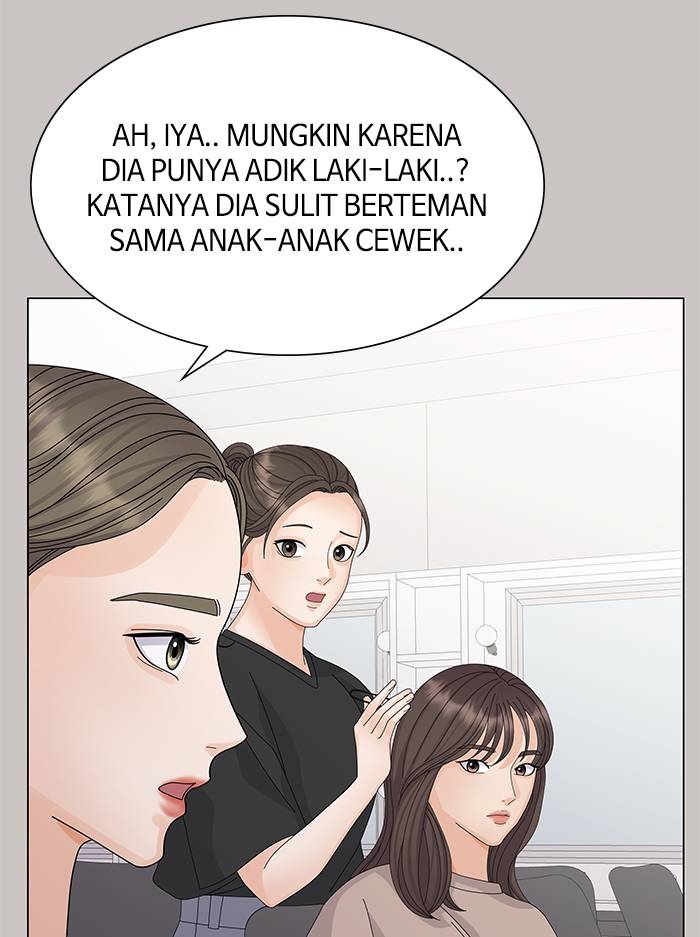 AH, IYA.. MUNGKIN KARENA
DIA PUNYA ADIK LAKI-LAKI..?
KATANYA DIA SULIT BERTEMAN
SAMA ANAK-ANAK CEWEK..